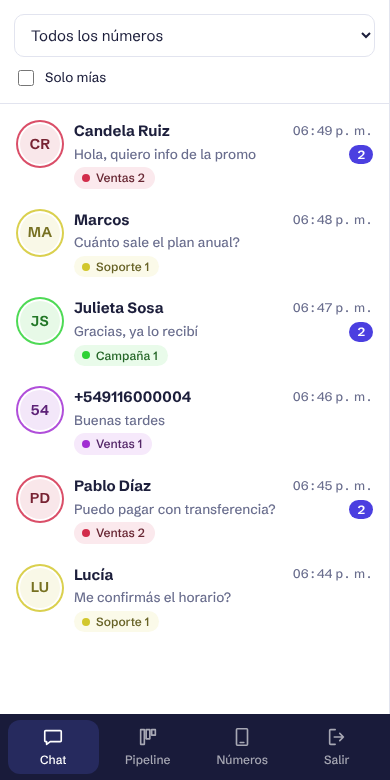 Todos los números
Solo mías
CR
Candela Ruiz
06:49 p. m.
Hola, quiero info de la promo
2
Ventas 2
MA
Marcos
06:48 p. m.
Cuánto sale el plan anual?
Soporte 1
JS
Julieta Sosa
06:47 p. m.
Gracias, ya lo recibí
2
Campaña 1
54
+549116000004
06:46 p. m.
Buenas tardes
Ventas 1
PD
Pablo Díaz
06:45 p. m.
Puedo pagar con transferencia?
2
Ventas 2
LU
Lucía
06:44 p. m.
Me confirmás el horario?
Soporte 1
Chat
Pipeline
Números
Salir